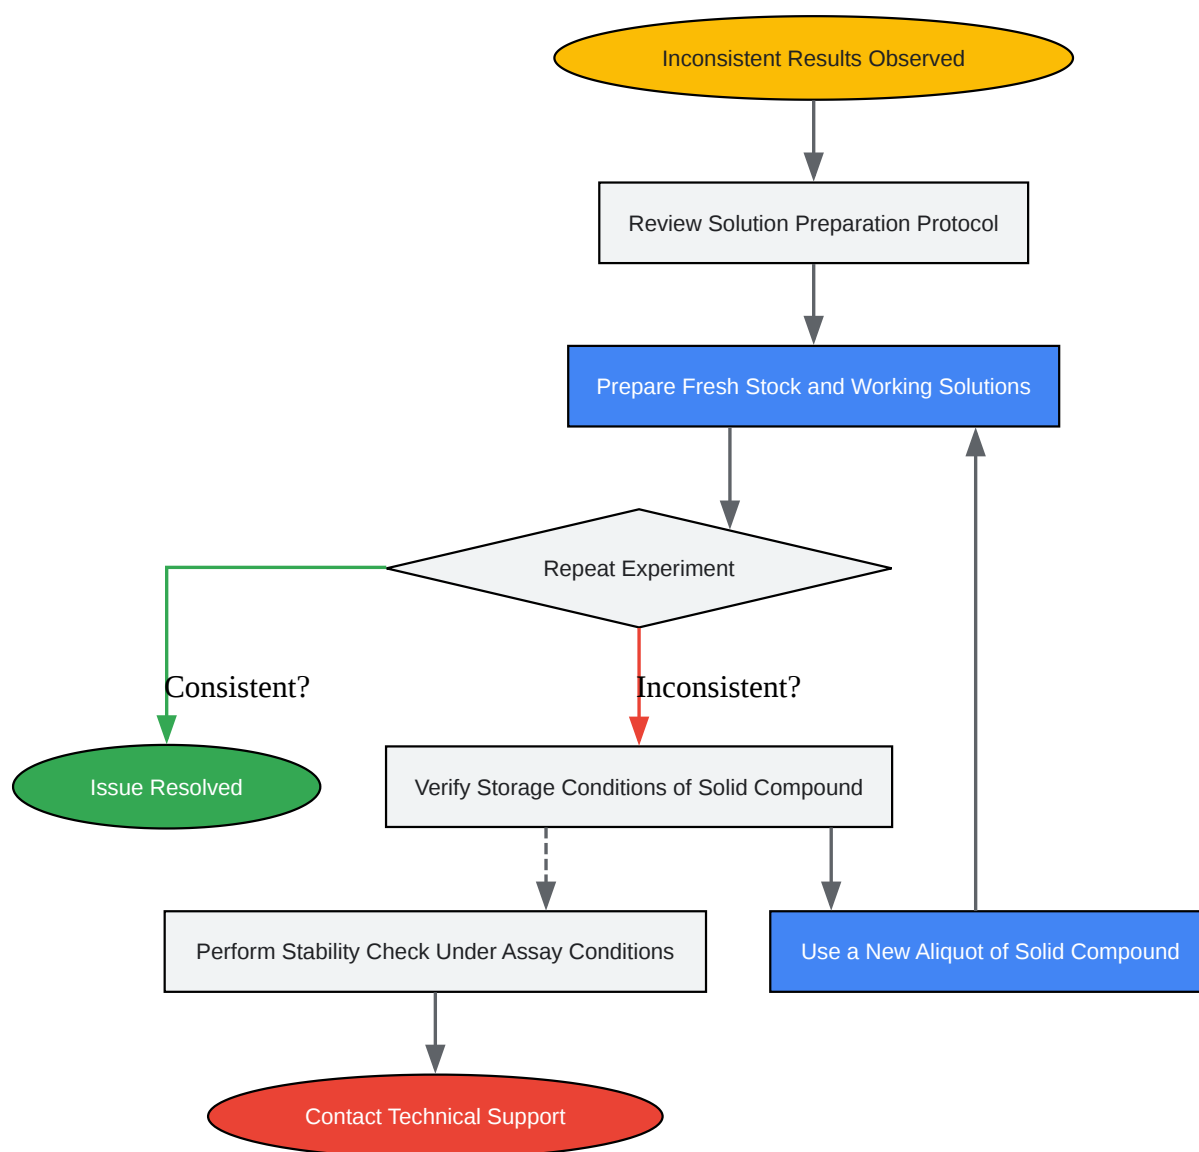 Inconsistent Results Observed
Review Solution Preparation Protocol
Prepare Fresh Stock and Working Solutions
Repeat Experiment
Consistent?
Inconsistent?
Issue Resolved
Verify Storage Conditions of Solid Compound
Perform Stability Check Under Assay Conditions
Use a New Aliquot of Solid Compound
Contact Technical Support